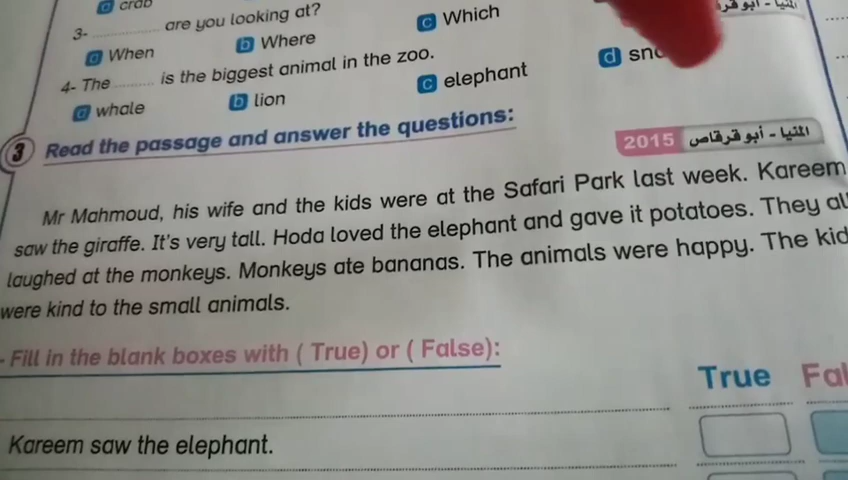 a crab
3- ............ are you looking at?
a When b Where c Which
4- The ......... is the biggest animal in the zoo.
a whale b lion c elephant d
3 Read the passage and answer the questions:
2015 المنيا - أبو قرقاص
Mr Mahmoud, his wife and the kids were at the Safari Park last week. Kareem
saw the giraffe. It's very tall. Hoda loved the elephant and gave it potatoes. They
laughed at the monkeys. Monkeys ate bananas. The animals were happy. The
were kind to the small animals.
- Fill in the blank boxes with ( True) or ( False):
True
Kareem saw the elephant.